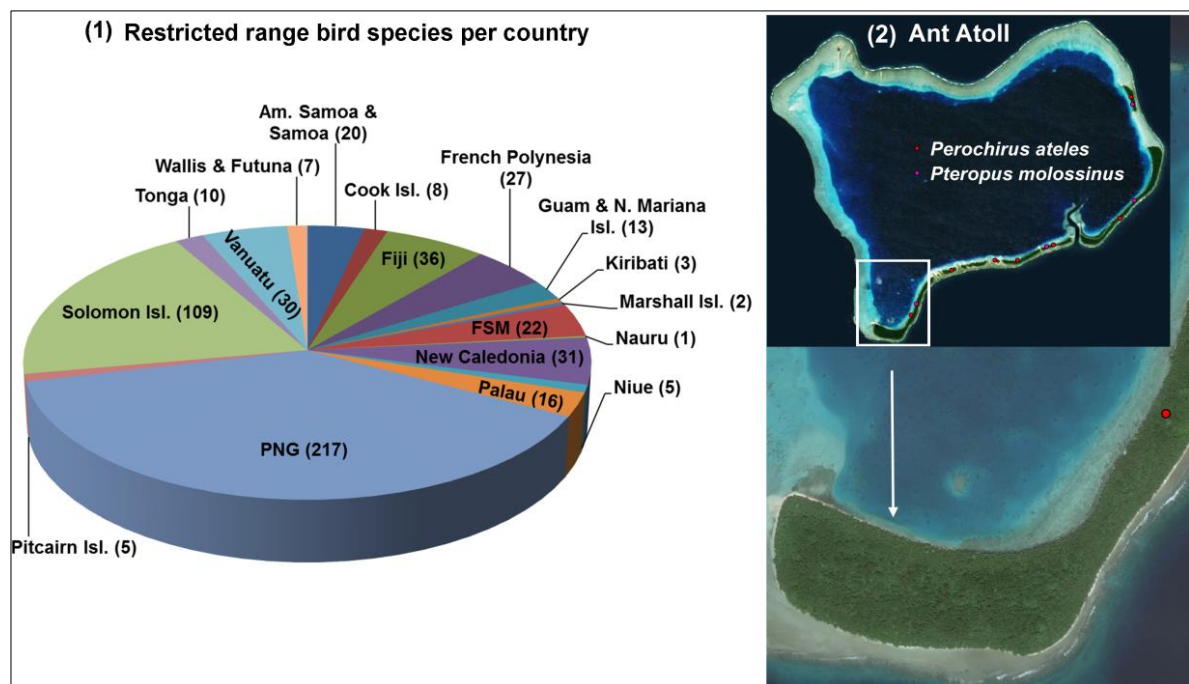 (1) Restricted range bird species per country
Am. Samoa &
Samoa (20)
Wallis & Futuna (7)
Tonga (10)
Cook Isl. (8)
French Polynesia
(27)
Guam & N. Mariana
Isl. (13)
Kiribati (3)
Marshall Isl. (2)
Nauru (1)
Niue (5)
Vanuatu (30)
Fiji (36)
Solomon Isl. (109)
FSM (22)
New Caledonia (31)
Palau (16)
PNG (217)
Pitcairn Isl. (5)
(2) Ant Atoll
Perochirus ateles
Pteropus molossinus